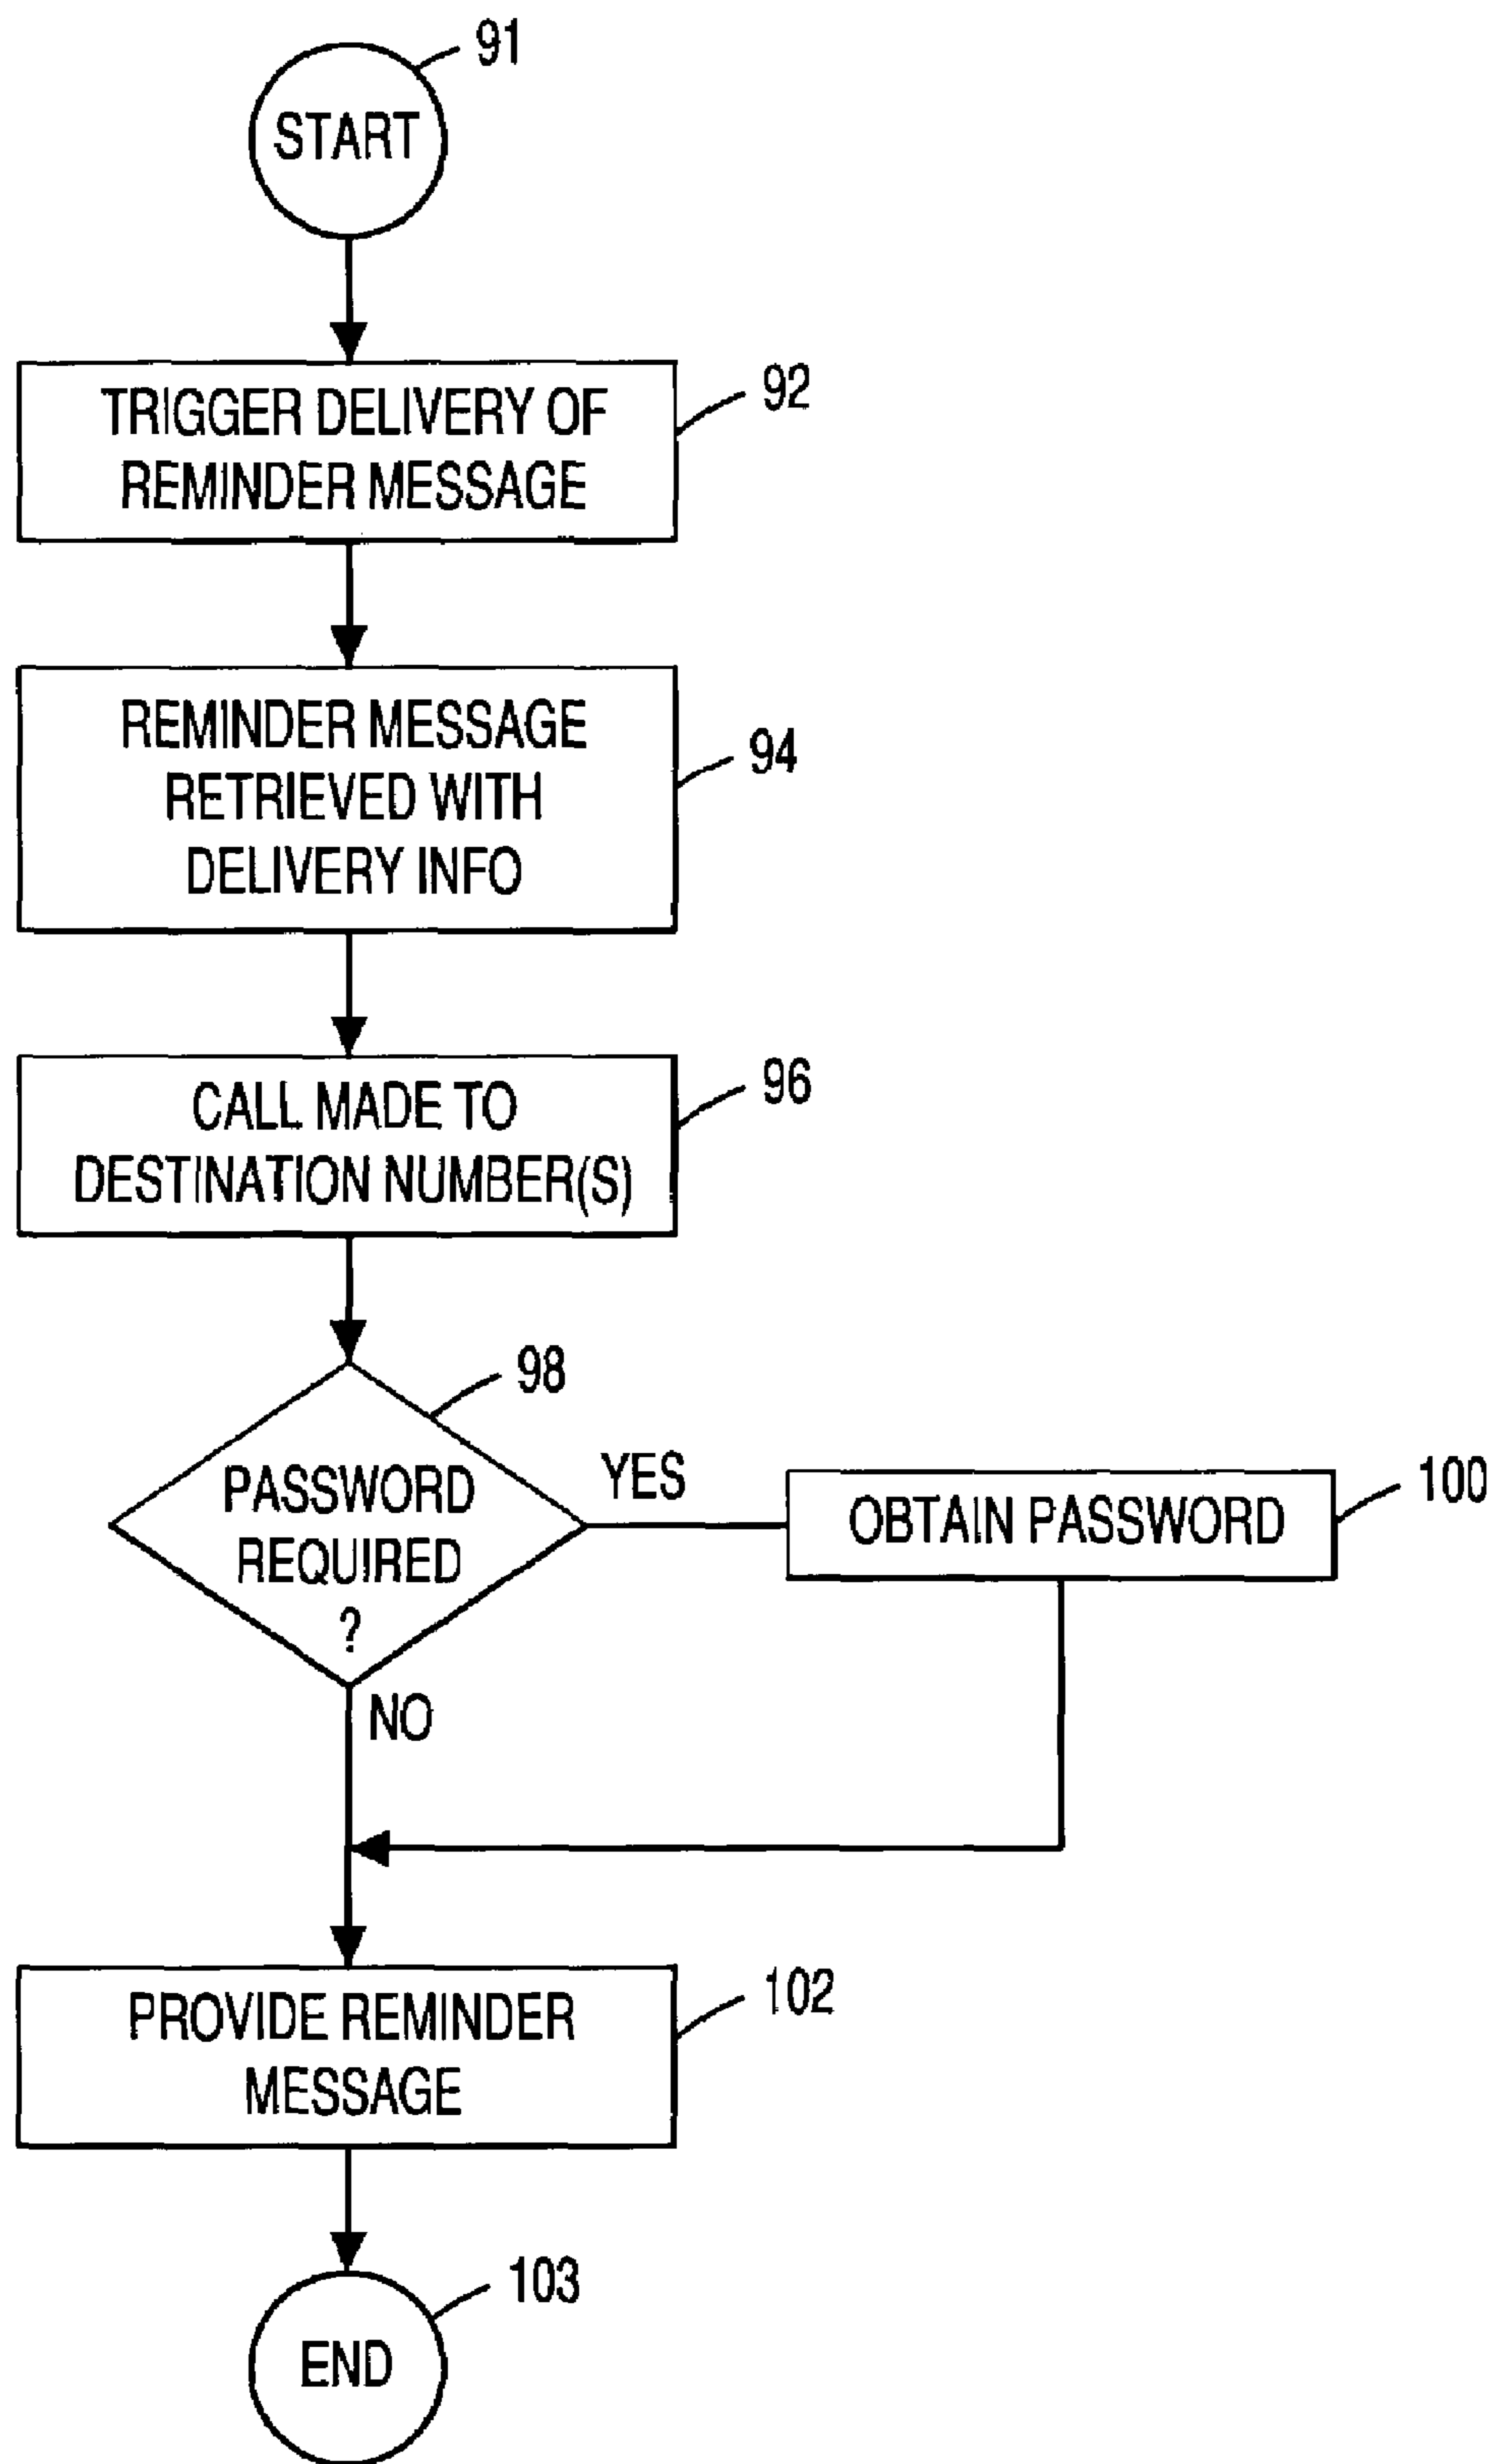 91
START
TRIGGER DELIVERY OF
REMINDER MESSAGE
92
REMINDER MESSAGE
RETRIEVED WITH
DELIVERY INFO
94
CALL MADE TO
DESTINATION NUMBER(S)
96
98
PASSWORD
REQUIRED
?
YES
OBTAIN PASSWORD
100
NO
PROVIDE REMINDER
MESSAGE
102
103
END